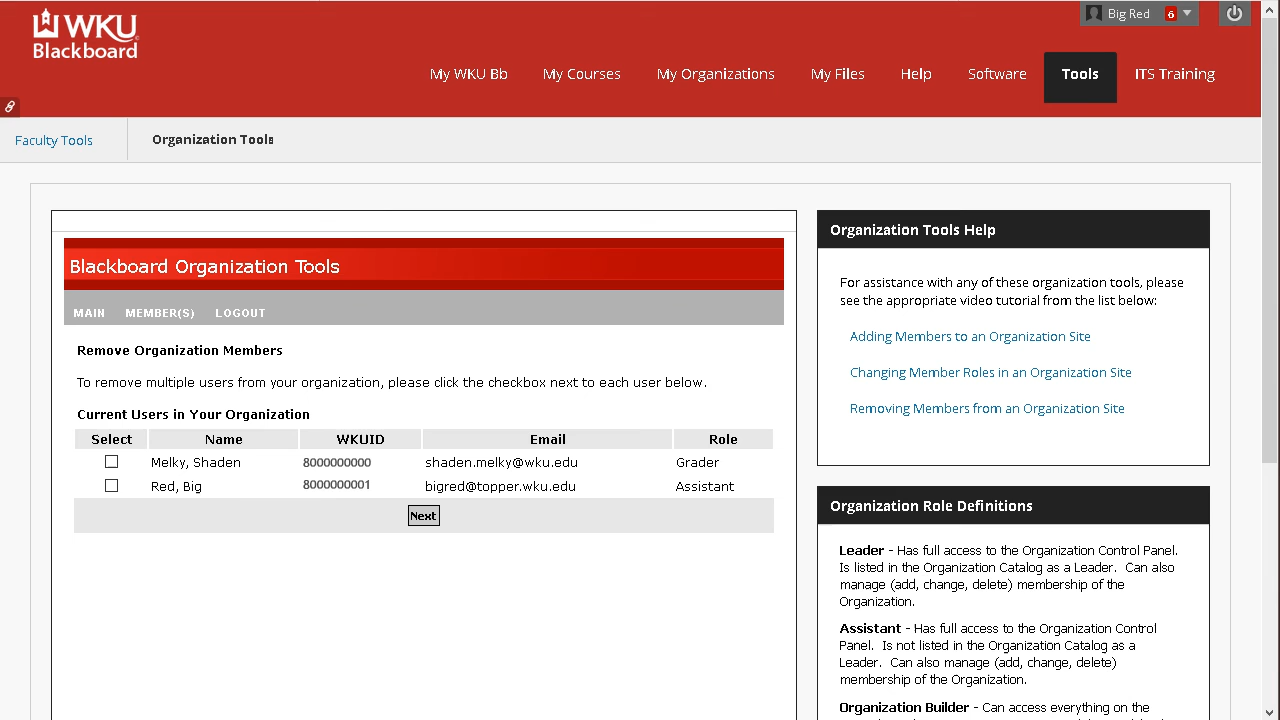 WKU
Blackboard
Big Red 6
My WKU Bb My Courses My Organizations My Files Help Software Tools ITS Training
Faculty Tools Organization Tools
Blackboard Organization Tools
MAIN MEMBER(S) LOGOUT
Remove Organization Members
To remove multiple users from your organization, please click the checkbox next to each user below.
Current Users in Your Organization
Select Name WKUID Email Role
Melky, Shaden 8000000000 shaden.melky@wku.edu Grader
Red, Big 8000000001 bigred@topper.wku.edu Assistant
Next
Organization Tools Help
For assistance with any of these organization tools, please
see the appropriate video tutorial from the list below:
Adding Members to an Organization Site
Changing Member Roles in an Organization Site
Removing Members from an Organization Site
Organization Role Definitions
Leader - Has full access to the Organization Control Panel.
Is listed in the Organization Catalog as a Leader. Can also
manage (add, change, delete) membership of the
Organization.
Assistant - Has full access to the Organization Control
Panel. Is not listed in the Organization Catalog as a
Leader. Can also manage (add, change, delete)
membership of the Organization.
Organization Builder - Can access everything on the